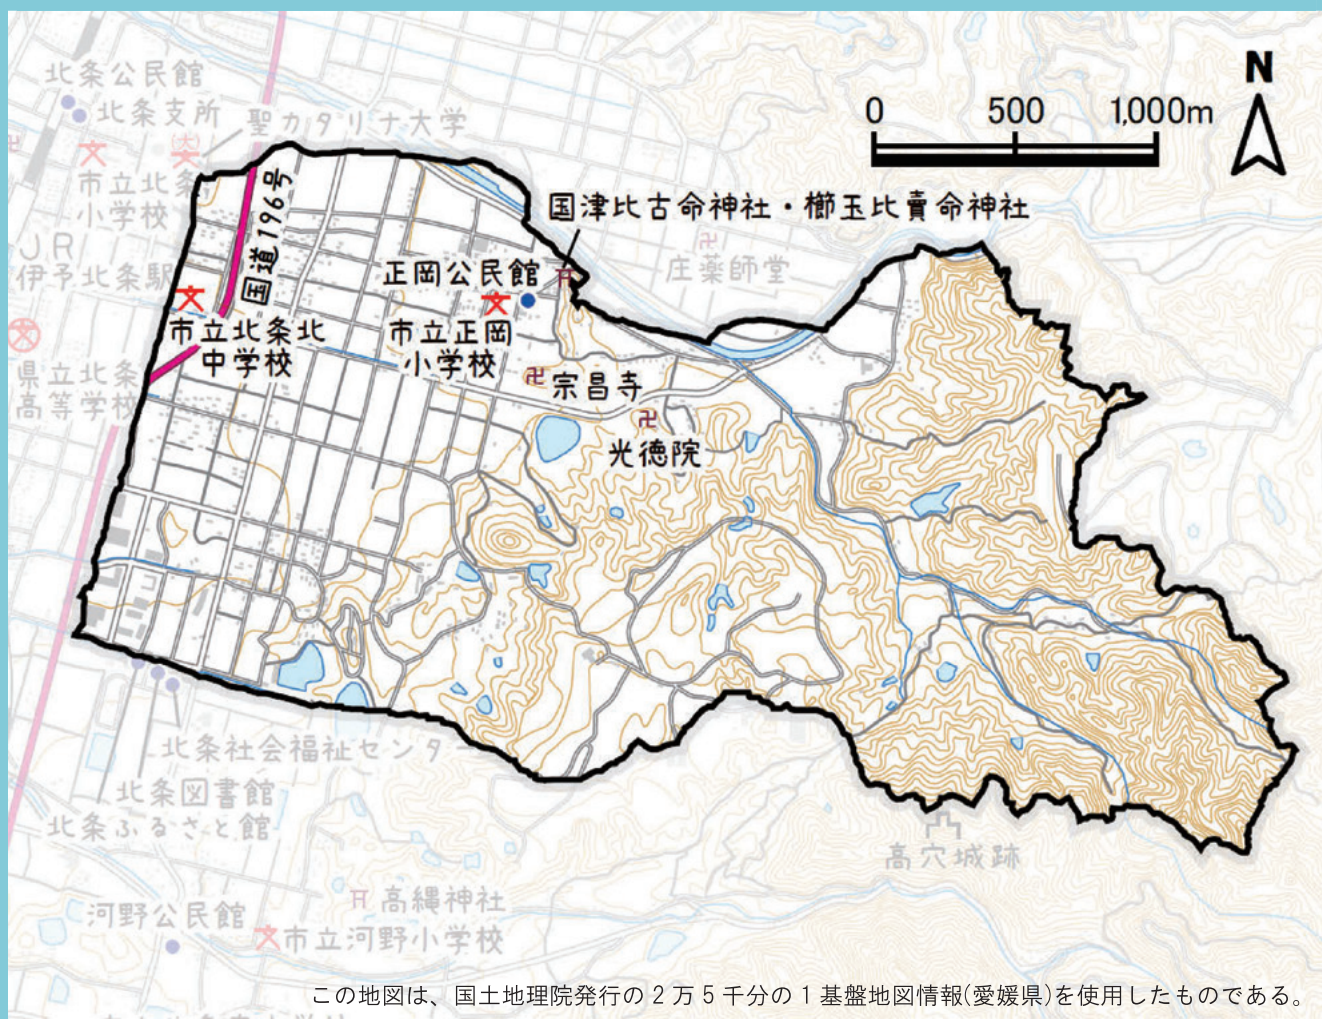 北条公民館
北条支所
聖カタリナ大学
(大)
市立北条
小学校
JR
伊予北条駅
県立北条
高等学校
国道196号
市立北条北
中学校
正岡公民館
市立正岡
小学校
国津比古命神社・櫛玉比賣命神社
庄薬師堂
宗昌寺
光徳院
0 500 1,000m
N
北条社会福祉センター
北条図書館
北条ふるさと館
河野公民館
高縄神社
市立河野小学校
高穴城跡
この地図は、国土地理院発行の2万5千分の1基盤地図情報(愛媛県)を使用したものである。